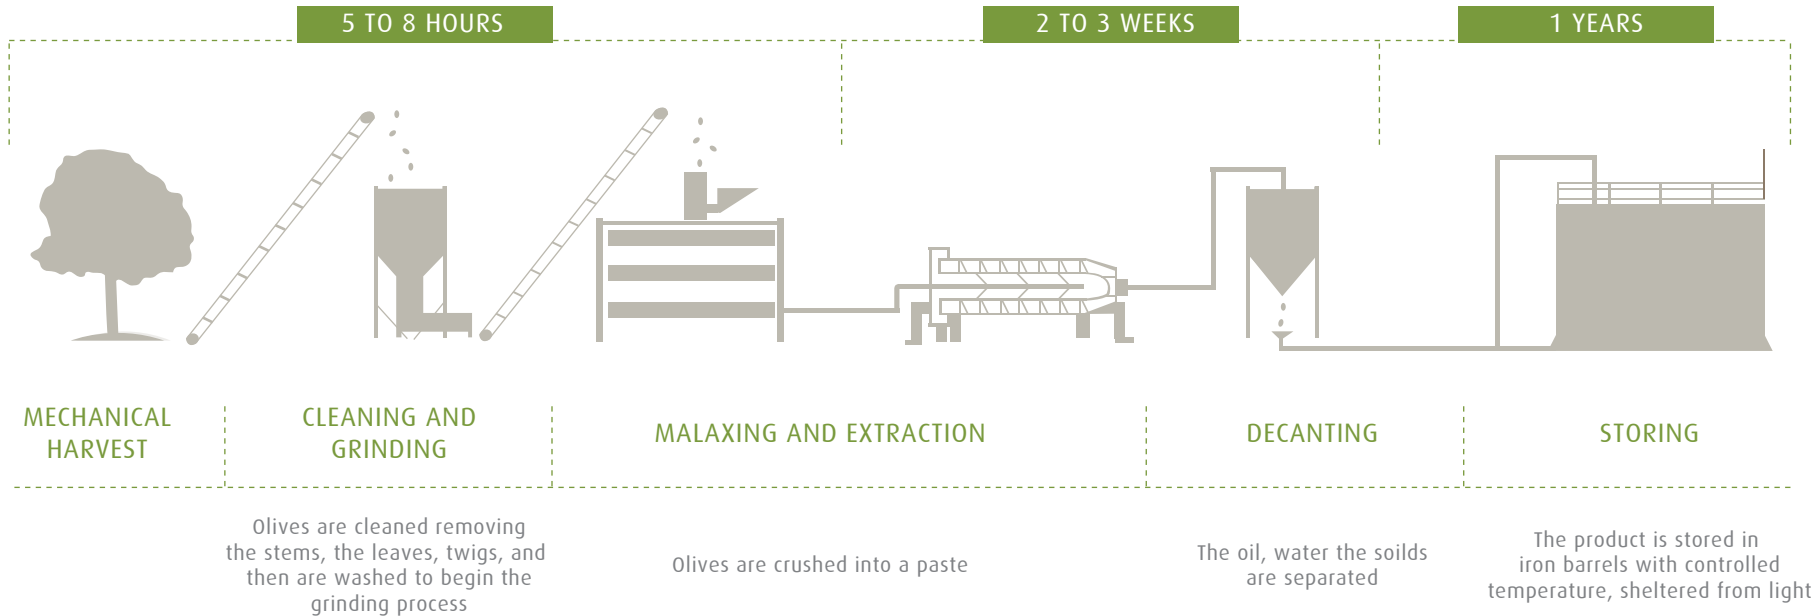 5 TO 8 HOURS
2 TO 3 WEEKS
1 YEARS
MECHANICAL
HARVEST
CLEANING AND
GRINDING
MALAXING AND EXTRACTION
DECANTING
STORING
Olives are cleaned removing
the stems, the leaves, twigs, and
then are washed to begin the
grinding process
Olives are crushed into a paste
The oil, water the soilds
are separated
The product is stored in
iron barrels with controlled
temperature, sheltered from light